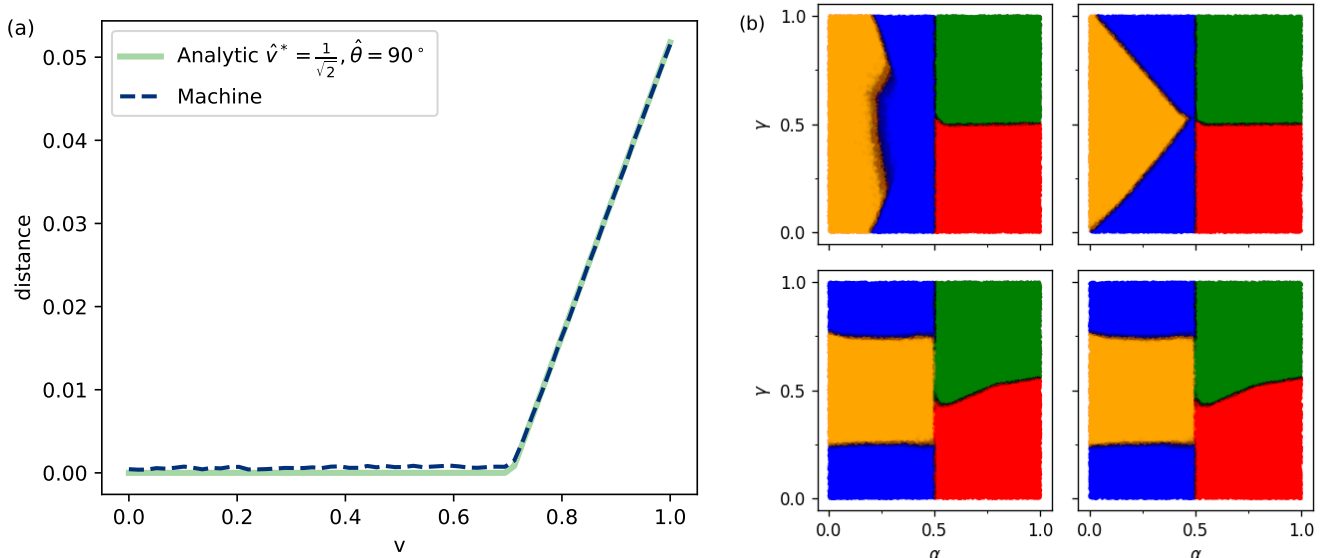 (a)
Analytic $\hat{v}^* = \frac{1}{\sqrt{2}}, \hat{\theta} = 90^\circ$
Machine
distance
0.05
0.04
0.03
0.02
0.01
0.00
0.0 0.2 0.4 0.6 0.8 1.0
v
(b)
γ
1.0
0.5
0.0
γ
1.0
0.5
0.0
0.0 0.5 1.0
0.0 0.5 1.0
α
α